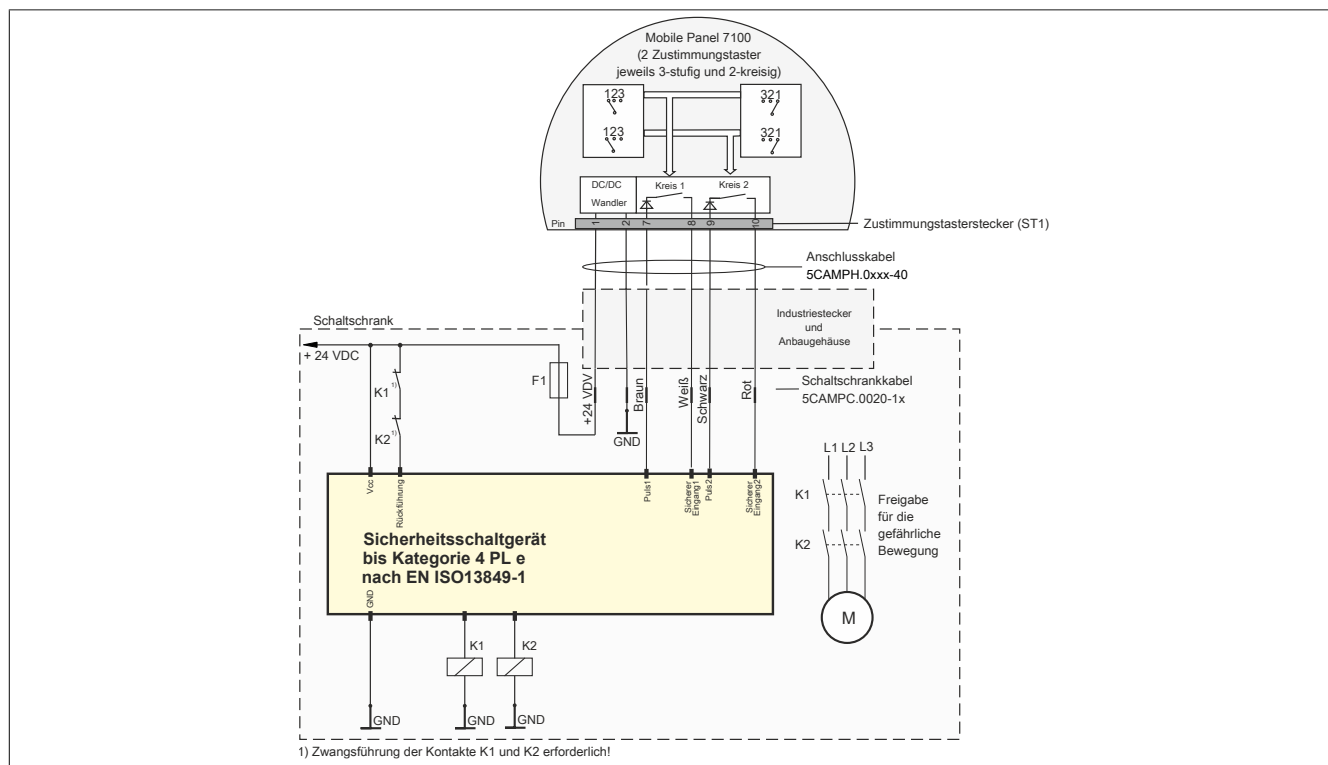 Mobile Panel 7100
(2 Zustimmungstaster
jeweils 3-stufig und 2-kreisig)
123
321
123
321
DC/DC
Wandler
Kreis 1
Kreis 2
Pin
1
2
7
8
9
10
Zustimmungstasterstecker (ST1)
Anschlusskabel
5CAMPH.0xxx-40
Industriestecker
und
Anbaugehäuse
Schaltschrank
+ 24 VDC
K1
1)
K2
1)
F1
+24 VDV
GND
Braun
Weiß
Schwarz
Rot
Schaltschrankkabel
5CAMPC.0020-1x
Vcc
Rückführung
Puls1
Sicherer
Eingang1
Puls2
Sicherer
Eingang2
Sicherheitsschaltgerät
bis Kategorie 4 PL e
nach EN ISO13849-1
GND
L1 L2 L3
K1
K2
Freigabe
für die
gefährliche
Bewegung
M
K1
K2
GND
GND
GND
1) Zwangsführung der Kontakte K1 und K2 erforderlich!